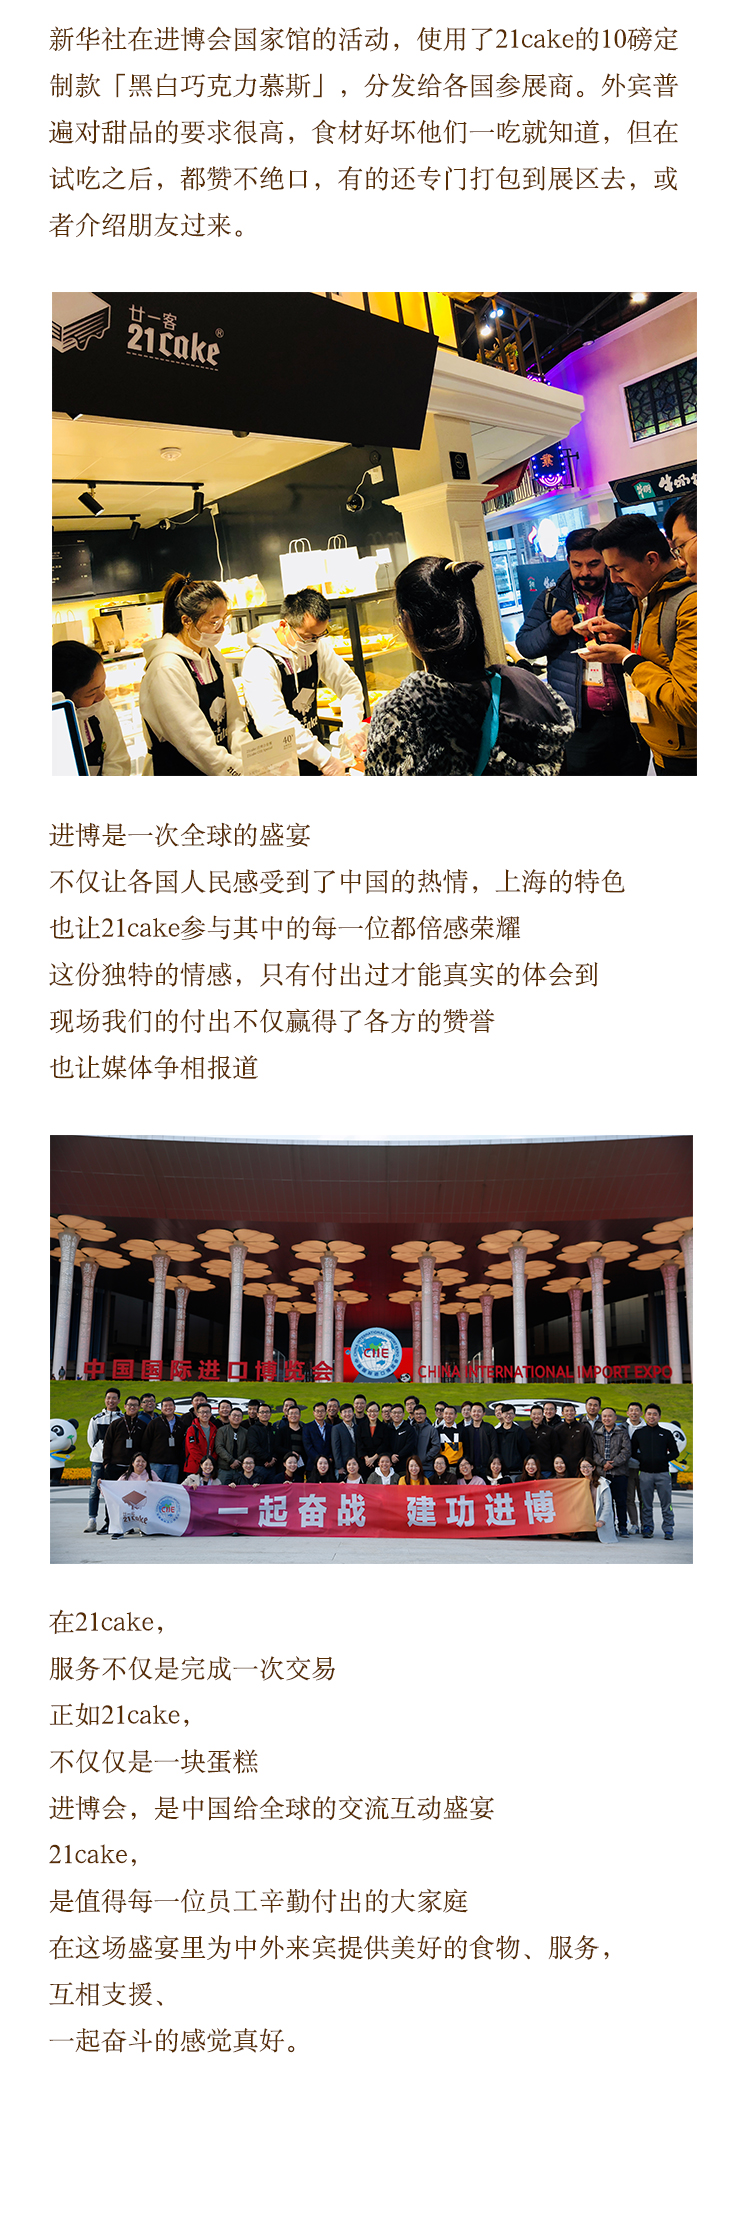 新华社在进博会国家馆的活动，使用了21cake的10磅定
制款「黑白巧克力慕斯」，分发给各国参展商。外宾普
遍对甜品的要求很高，食材好坏他们一吃就知道，但在
试吃之后，都赞不绝口，有的还专门打包到展区去，或
者介绍朋友过来。
廿一客
21cake®
40
进博是一次全球的盛宴
不仅让各国人民感受到了中国的热情，上海的特色
也让21cake参与其中的每一位都倍感荣耀
这份独特的情感，只有付出过才能真实的体会到
现场我们的付出不仅赢得了各方的赞誉
也让媒体争相报道
CIIE
中国国际进口博览会
CHINA INTERNATIONAL IMPORT EXPO
21cake
CIIE
一起奋战 建功进博
在21cake，
服务不仅是完成一次交易
正如21cake，
不仅仅是一块蛋糕
进博会，是中国给全球的交流互动盛宴
21cake，
是值得每一位员工辛勤付出的大家庭
在这场盛宴里为中外来宾提供美好的食物、服务，
互相支援、
一起奋斗的感觉真好。